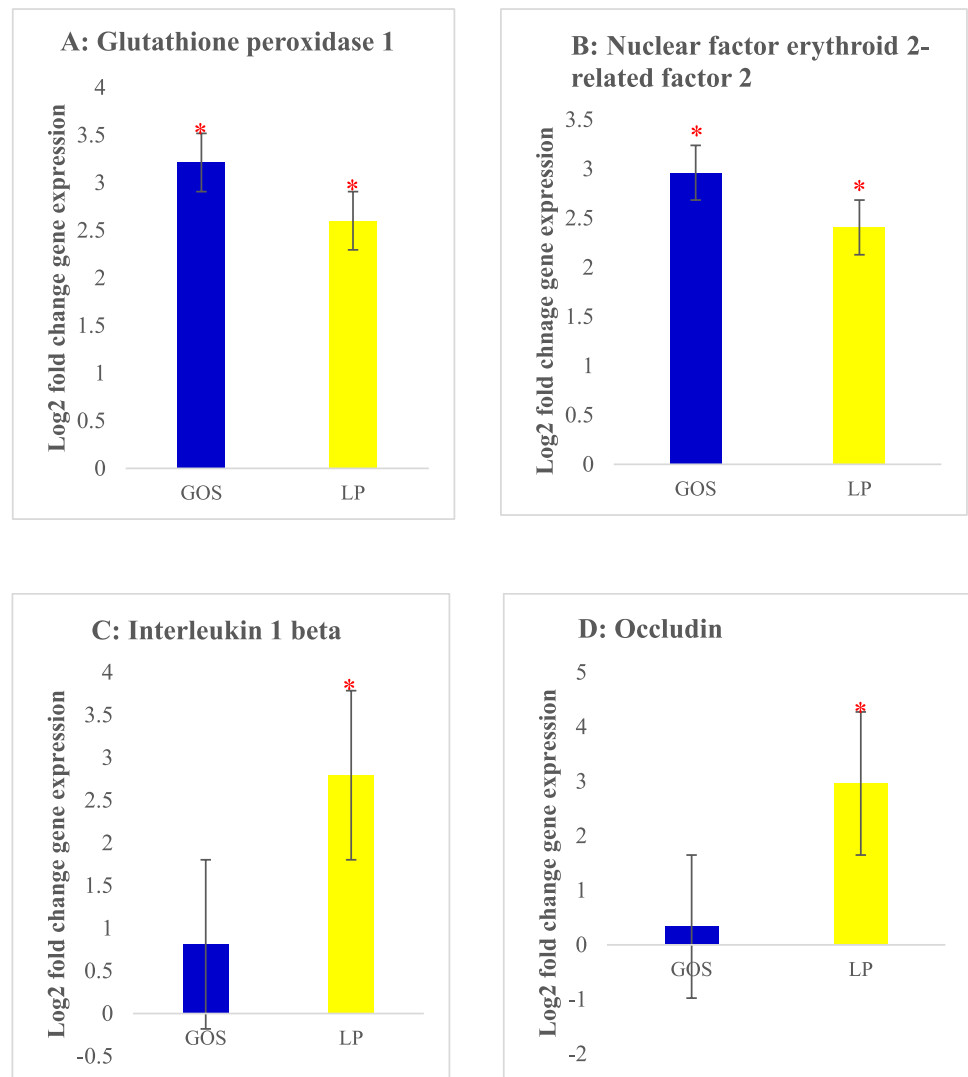 A: Glutathione peroxidase 1
Log2 fold change gene expression
4
3.5
3
2.5
2
1.5
1
0.5
0
*
*
GOS
LP
B: Nuclear factor erythroid 2-
related factor 2
Log2 fold chnage gene expression
3.5
3
2.5
2
1.5
1
0.5
0
*
*
GOS
LP
C: Interleukin 1 beta
Log2 fold change gene expression
4
3.5
3
2.5
2
1.5
1
0.5
0
-0.5
*
GOS
LP
D: Occludin
Log2 fold change gene expression
5
4
3
2
1
0
-1
-2
*
GOS
LP